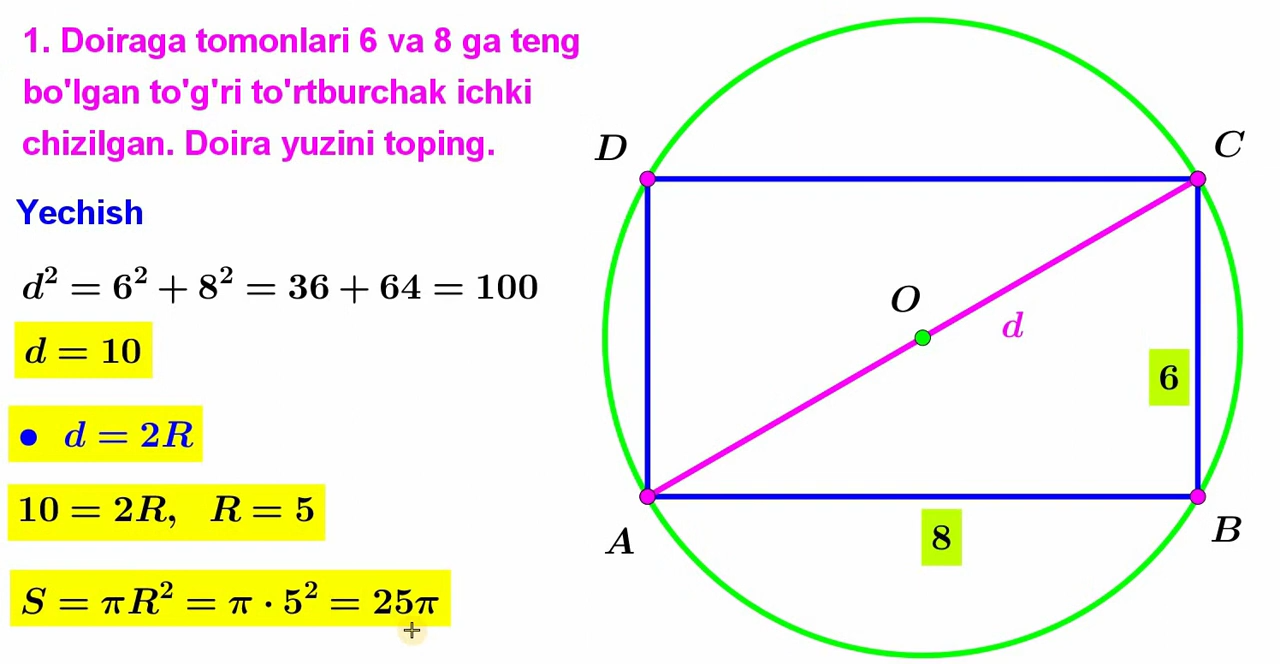 1. Doiraga tomonlari 6 va 8 ga teng
bo'lgan to'g'ri to'rtburchak ichki
chizilgan. Doira yuzini toping.
Yechish
d² = 6² + 8² = 36 + 64 = 100
d = 10
• d = 2R
10 = 2R, R = 5
S = πR² = π · 5² = 25π
D
C
O
d
6
A
8
B